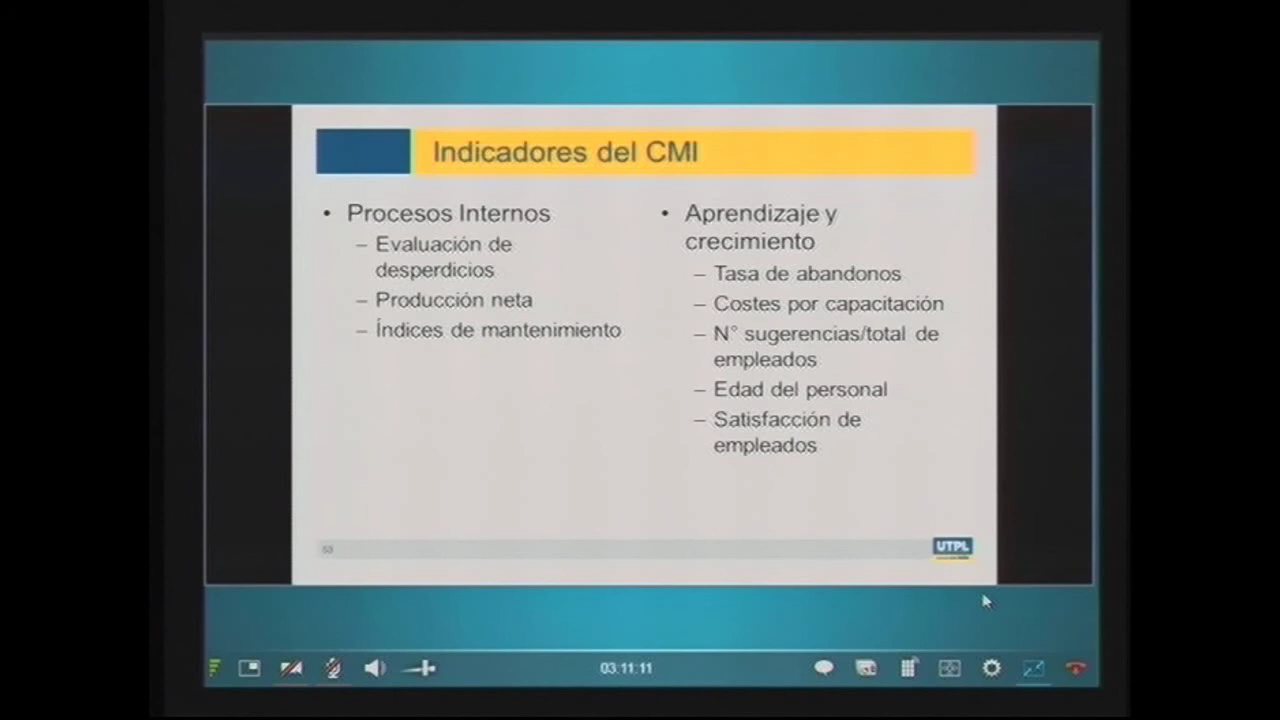 Indicadores del CMI
• Procesos Internos
– Evaluación de
desperdicios
– Producción neta
– Índices de mantenimiento
• Aprendizaje y
crecimiento
– Tasa de abandonos
– Costes por capacitación
– N° sugerencias/total de
empleados
– Edad del personal
– Satisfacción de
empleados
53
UTPL
03:11:11